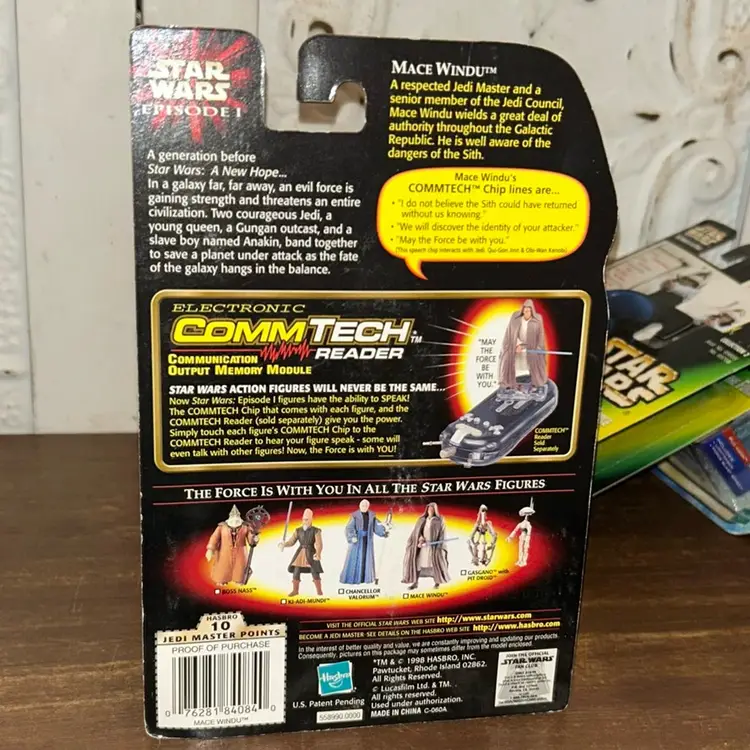 STAR
WARS
EPISODE I
A generation before
Star Wars: A New Hope...
In a galaxy far, far away, an evil force is
gaining strength and threatens an entire
civilization. Two courageous Jedi, a
young queen, a Gungan outcast, and a
slave boy named Anakin, band together
to save a planet under attack as the fate
of the galaxy hangs in the balance.
MACE WINDU™
A respected Jedi Master and a
senior member of the Jedi Council,
Mace Windu wields a great deal of
authority throughout the Galactic
Republic. He is well aware of the
dangers of the Sith.
Mace Windu's
COMMTECH™ Chip lines are...
• "I do not believe the Sith could have returned
without us knowing."
• "We will discover the identity of your attacker."
• "May the Force be with you."
(This speech chip interacts with Jedi, Qui-Gon Jinn & Obi-Wan Kenobi)
ELECTRONIC
COMMTECH™
READER
COMMUNICATION
OUTPUT MEMORY MODULE
STAR WARS ACTION FIGURES WILL NEVER BE THE SAME...
Now Star Wars: Episode I figures have the ability to SPEAK!
The COMMTECH Chip that comes with each figure, and the
COMMTECH Reader (sold separately) give you the power.
Simply touch each figure's COMMTECH Chip to the
COMMTECH Reader to hear your figure speak - some will
even talk with other figures! Now, the Force is with YOU!
"MAY
THE
FORCE
BE
WITH
YOU."
COMMTECH™
Reader
Sold
Separately
THE FORCE IS WITH YOU IN ALL THE STAR WARS FIGURES
BOSS NASS™
KI-ADI-MUNDI™
CHANCELLOR
VALORUM™
MACE WINDU™
GASGANO™ with
PIT DROID™
VISIT THE OFFICIAL STAR WARS WEB SITE http://www.starwars.com
BECOME A JEDI MASTER-SEE DETAILS ON THE HASBRO WEB SITE http://www.hasbro.com
In the interest of better quality and value, we are constantly improving and updating our products.
Consequently, pictures on this package may sometimes differ from the model enclosed.
HASBRO
10
JEDI MASTER POINTS
PROOF OF PURCHASE
0 76281 84084 0
MACE WINDU™
Hasbro
U.S. Patent Pending
558990.0000
*TM & © 1998 HASBRO, INC.
Pawtucket, Rhode Island 02862.
All Rights Reserved.
© Lucasfilm Ltd. & TM.
All rights reserved.
Used under authorization.
MADE IN CHINA C-060A
JOIN THE OFFICIAL
STAR WARS
FAN CLUB
STAR
WARS